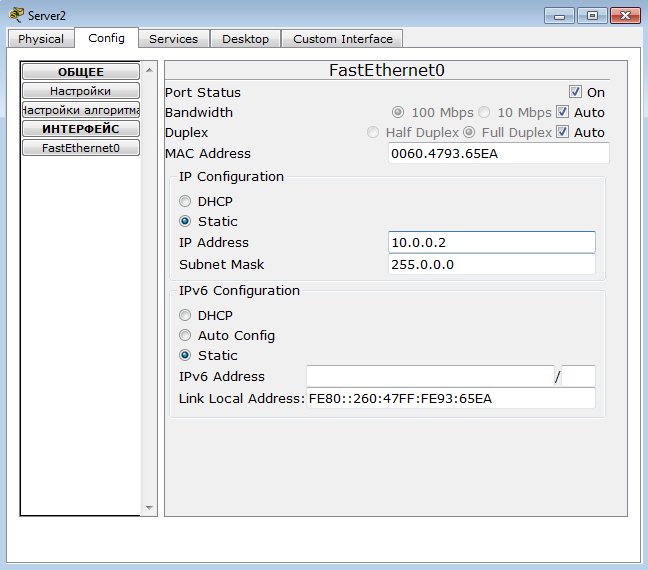 Server2
Physical Config Services Desktop Custom Interface
ОБЩЕЕ
Настройки
Настройки алгоритма
ИНТЕРФЕЙС
FastEthernet0
FastEthernet0
Port Status On
Bandwidth 100 Mbps 10 Mbps Auto
Duplex Half Duplex Full Duplex Auto
MAC Address 0060.4793.65EA
IP Configuration
DHCP
Static
IP Address 10.0.0.2
Subnet Mask 255.0.0.0
IPv6 Configuration
DHCP
Auto Config
Static
IPv6 Address /
Link Local Address: FE80::260:47FF:FE93:65EA